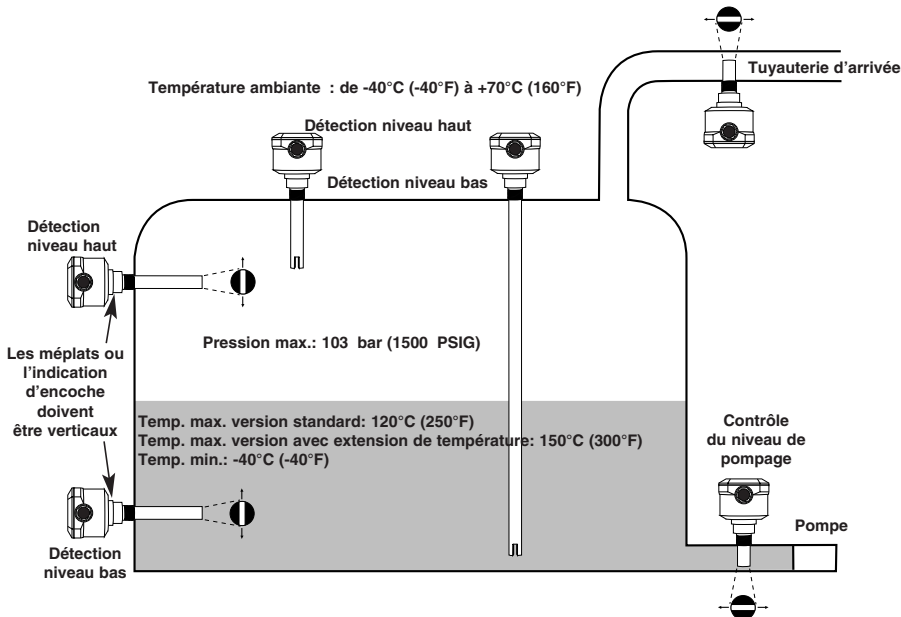 Tuyauterie d'arrivée
Température ambiante : de -40°C (-40°F) à +70°C (160°F)
Détection niveau haut
Détection niveau bas
Détection
niveau haut
Pression max.: 103 bar (1500 PSIG)
Les méplats ou
l'indication
d'encoche
doivent
être verticaux
Temp. max. version standard: 120°C (250°F)
Temp. max. version avec extension de température: 150°C (300°F)
Temp. min.: -40°C (-40°F)
Contrôle
du niveau de
pompage
Pompe
Détection
niveau bas